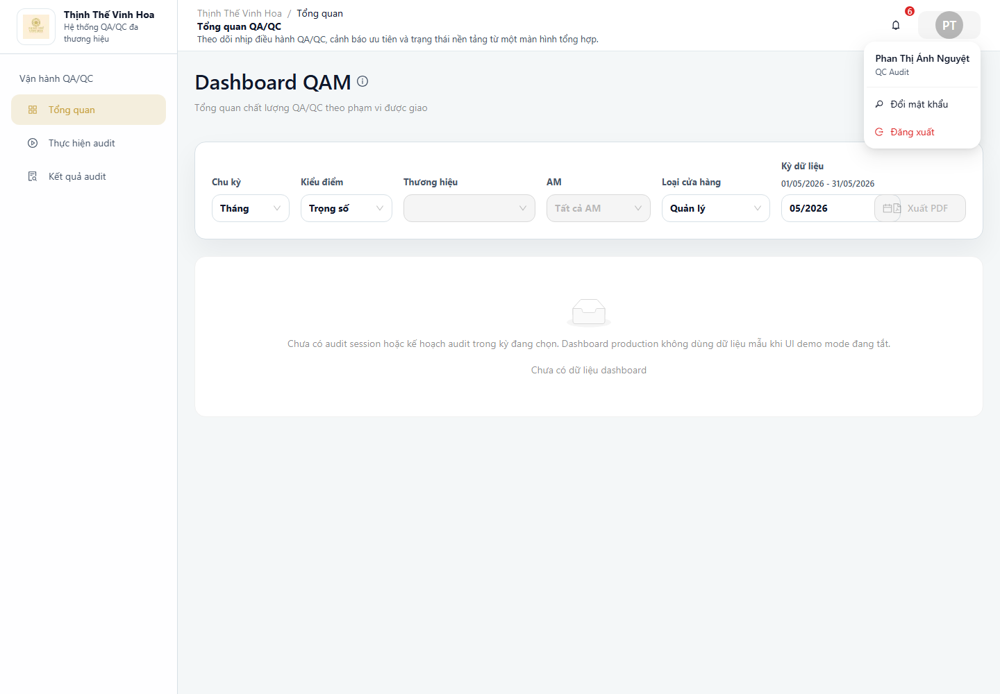 Thịnh Thế Vinh Hoa
Hệ thống QA/QC đa
thương hiệu
Vận hành QA/QC
Tổng quan
Thực hiện audit
Kết quả audit
Thịnh Thế Vinh Hoa / Tổng quan
Tổng quan QA/QC
Theo dõi nhịp điều hành QA/QC, cảnh báo ưu tiên và trạng thái nền tảng từ một màn hình tổng hợp.
6
PT
Phan Thị Ánh Nguyệt
QC Audit
Đổi mật khẩu
Đăng xuất
Dashboard QAM
Tổng quan chất lượng QA/QC theo phạm vi được giao
Chu kỳ
Tháng
Kiểu điểm
Trọng số
Thương hiệu
AM
Tất cả AM
Loại cửa hàng
Quản lý
Kỳ dữ liệu
01/05/2026 - 31/05/2026
05/2026
Xuất PDF
Chưa có audit session hoặc kế hoạch audit trong kỳ đang chọn. Dashboard production không dùng dữ liệu mẫu khi UI demo mode đang tắt.
Chưa có dữ liệu dashboard